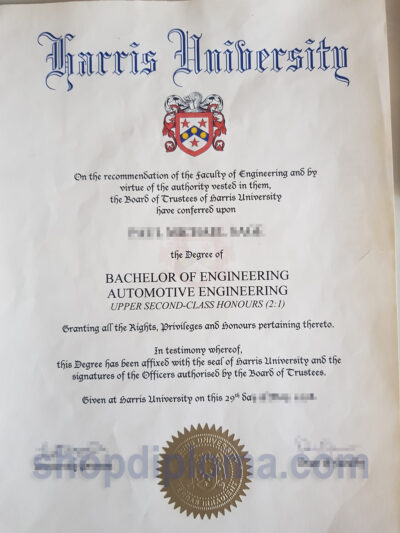 Harris University
On the recommendation of the Faculty of Engineering and by
virtue of the authority vested in them,
the Board of Trustees of Harris University
have conferred upon
the Degree of
BACHELOR OF ENGINEERING
AUTOMOTIVE ENGINEERING
UPPER SECOND-CLASS HONOURS (2:1)
Granting all the Rights, Privileges and Honours pertaining thereto.
In testimony whereof,
this Degree has been affixed with the seal of Harris University and the
signatures of the Officers authorised by the Board of Trustees.
Given at Harris University on this 29th day
shopdiploma.com